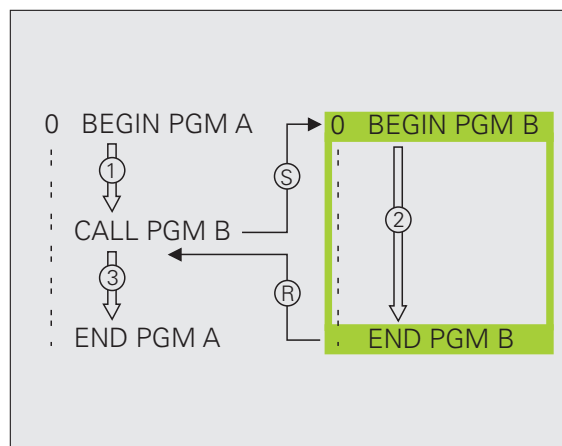 0 BEGIN PGM A
0 BEGIN PGM B
1
S
CALL PGM B
2
3
R
END PGM A
END PGM B